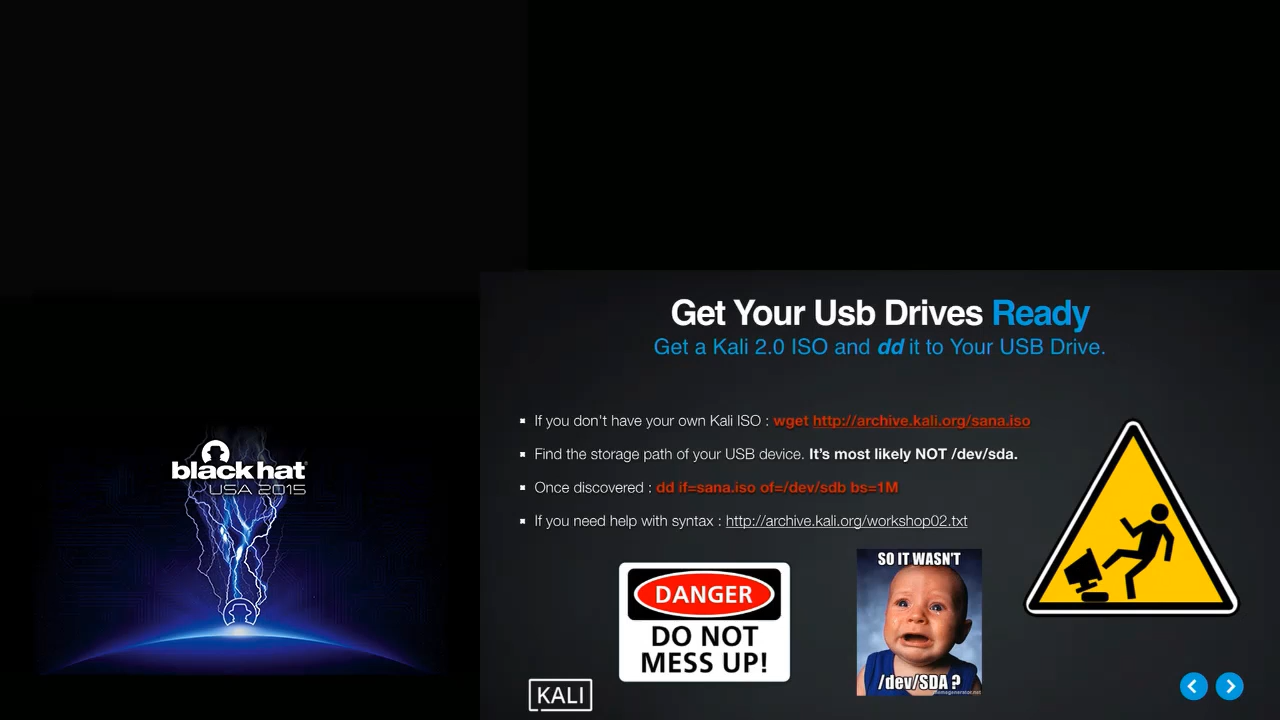 black hat
USA 2015
Get Your Usb Drives Ready
Get a Kali 2.0 ISO and dd it to Your USB Drive.
If you don't have your own Kali ISO : wget http://archive.kali.org/sana.iso
Find the storage path of your USB device. It's most likely NOT /dev/sda.
Once discovered : dd if=sana.iso of=/dev/sdb bs=1M
If you need help with syntax : http://archive.kali.org/workshop02.txt
DANGER
DO NOT
MESS UP!
SO IT WASN'T
/dev/SDA ?
KALI